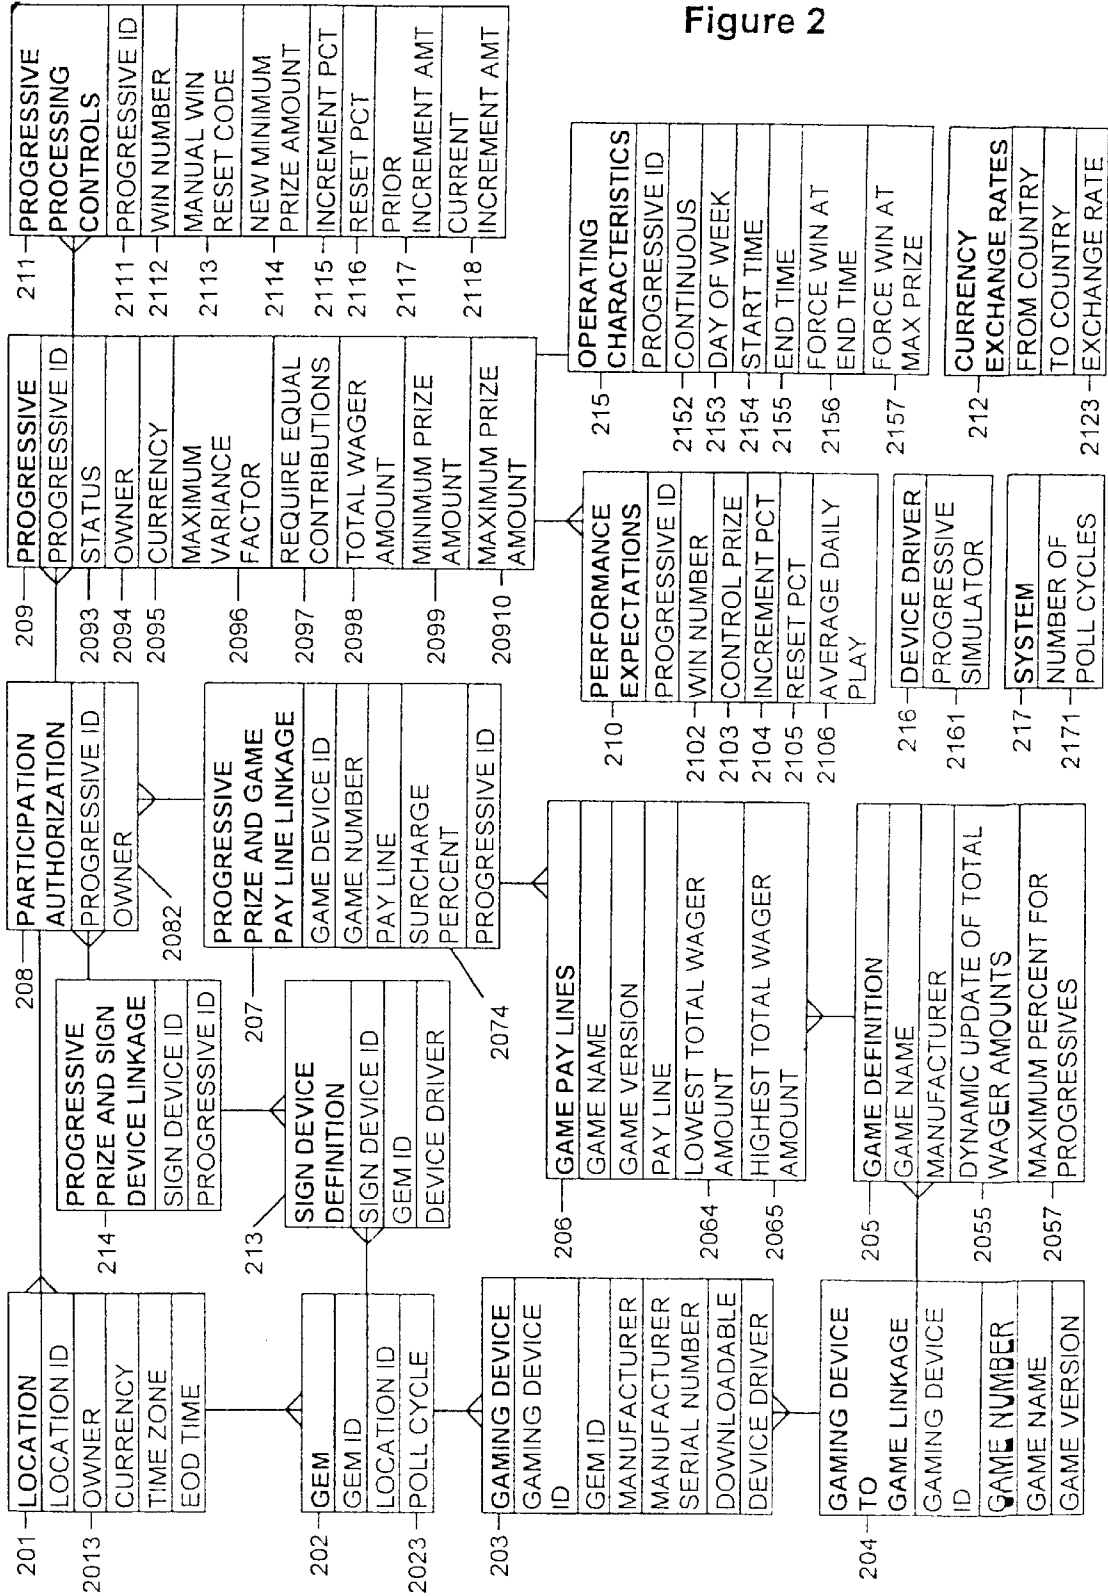 Figure 2
201
LOCATION
LOCATION ID
2013
OWNER
CURRENCY
TIME ZONE
EOD TIME
202
GEM
GEM ID
LOCATION ID
2023
POLL CYCLE
203
GAMING DEVICE
GAMING DEVICE
ID
GEM ID
MANUFACTURER
MANUFACTURER
SERIAL NUMBER
DOWNLOADABLE
DEVICE DRIVER
204
GAMING DEVICE
TO
GAME LINKAGE
GAMING DEVICE
ID
GAME NUMBER
GAME NAME
GAME VERSION
214
PROGRESSIVE
PRIZE AND SIGN
DEVICE LINKAGE
SIGN DEVICE ID
PROGRESSIVE ID
213
SIGN DEVICE
DEFINITION
SIGN DEVICE ID
GEM ID
DEVICE DRIVER
206
GAME PAY LINES
GAME NAME
GAME VERSION
PAY LINE
2064
LOWEST TOTAL WAGER
AMOUNT
2065
HIGHEST TOTAL WAGER
AMOUNT
205
GAME DEFINITION
GAME NAME
MANUFACTURER
2055
DYNAMIC UPDATE OF TOTAL
WAGER AMOUNTS
2057
MAXIMUM PERCENT FOR
PROGRESSIVES
208
PARTICIPATION
AUTHORIZATION
PROGRESSIVE ID
OWNER
2082
207
PROGRESSIVE
PRIZE AND GAME
PAY LINE LINKAGE
GAME DEVICE ID
GAME NUMBER
PAY LINE
SURCHARGE
PERCENT
2074
PROGRESSIVE ID
209
PROGRESSIVE
PROGRESSIVE ID
2093
STATUS
2094
OWNER
2095
CURRENCY
2096
MAXIMUM
VARIANCE
FACTOR
2097
REQUIRE EQUAL
CONTRIBUTIONS
2098
TOTAL WAGER
AMOUNT
2099
MINIMUM PRIZE
AMOUNT
20910
MAXIMUM PRIZE
AMOUNT
210
PERFORMANCE
EXPECTATIONS
PROGRESSIVE ID
2102
WIN NUMBER
2103
CONTROL PRIZE
2104
INCREMENT PCT
2105
RESET PCT
2106
AVERAGE DAILY
PLAY
216
DEVICE DRIVER
2161
PROGRESSIVE
SIMULATOR
217
SYSTEM
2171
NUMBER OF
POLL CYCLES
2111
PROGRESSIVE
PROCESSING
CONTROLS
2111
PROGRESSIVE ID
2112
WIN NUMBER
2113
MANUAL WIN
RESET CODE
2114
NEW MINIMUM
PRIZE AMOUNT
2115
INCREMENT PCT
2116
RESET PCT
2117
PRIOR
INCREMENT AMT
2118
CURRENT
INCREMENT AMT
215
OPERATING
CHARACTERISTICS
PROGRESSIVE ID
2152
CONTINUOUS
2153
DAY OF WEEK
2154
START TIME
2155
END TIME
2156
FORCE WIN AT
END TIME
2157
FORCE WIN AT
MAX PRIZE
212
CURRENCY
EXCHANGE RATES
FROM COUNTRY
TO COUNTRY
2123
EXCHANGE RATE